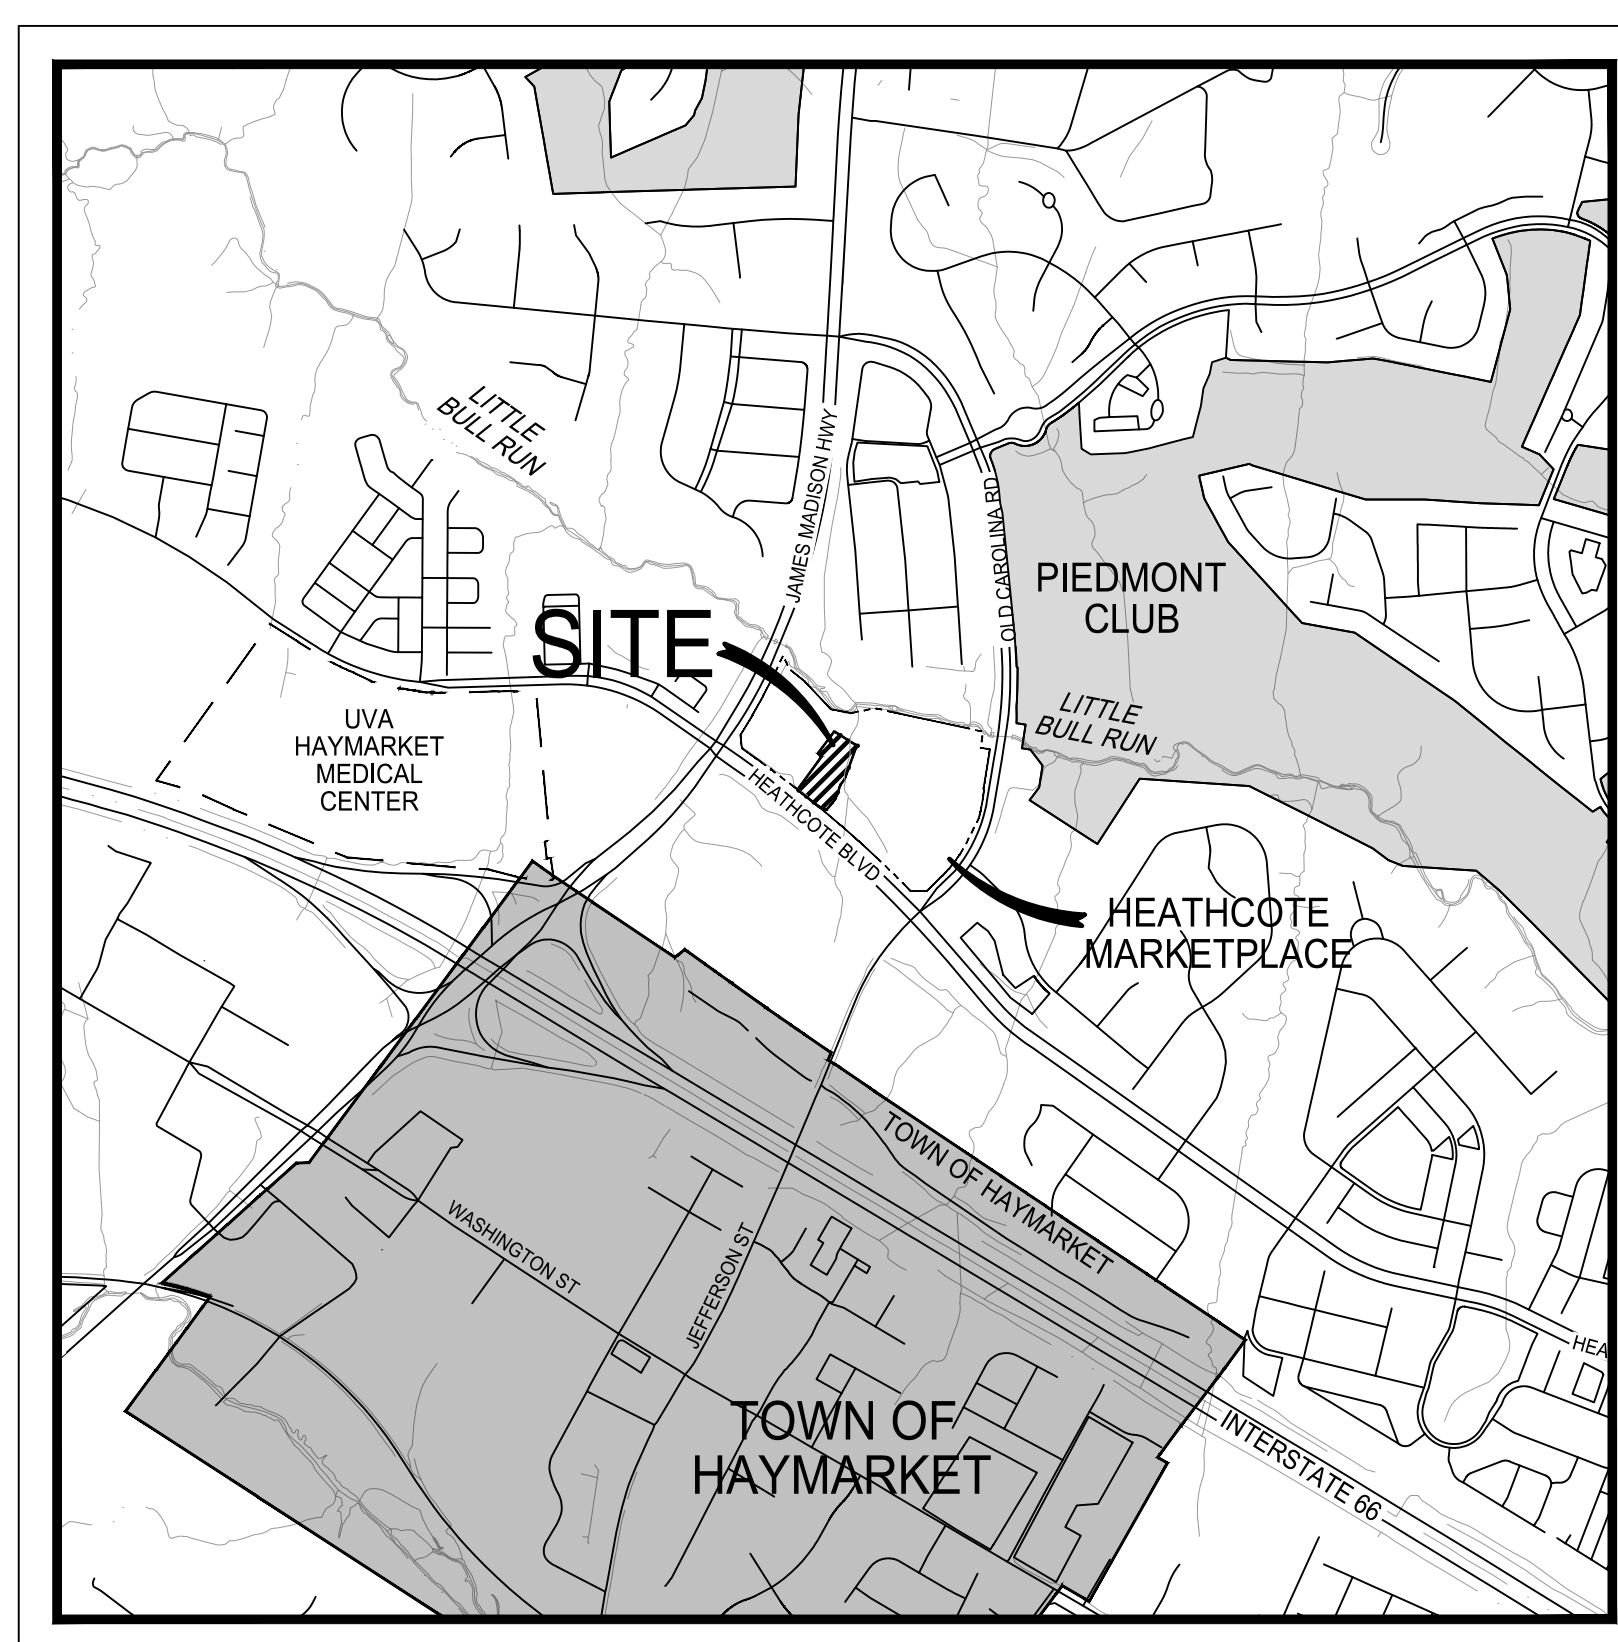 LITTLE
BULL RUN
JAMES MADISON HWY
OLD CAROLINA RD
PIEDMONT
CLUB
SITE
LITTLE
BULL RUN
UVA
HAYMARKET
MEDICAL
CENTER
HEATHCOTE BLVD
HEATHCOTE
MARKETPLACE
TOWN OF HAYMARKET
WASHINGTON ST
JEFFERSON ST
HEA
TOWN OF
HAYMARKET
INTERSTATE 66